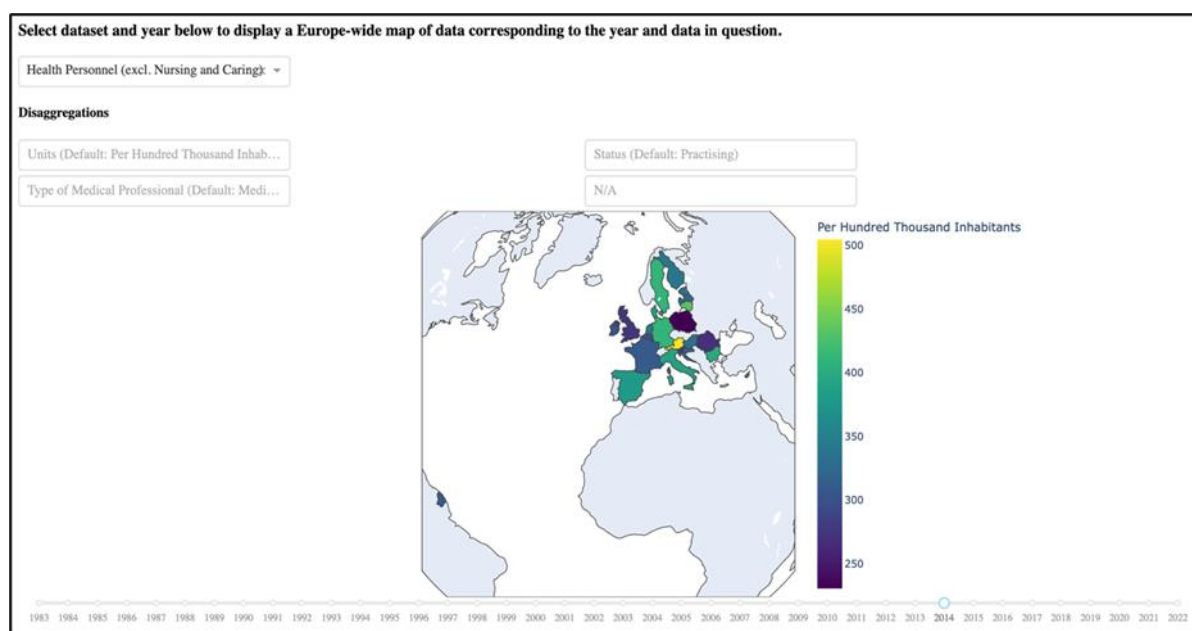 Select dataset and year below to display a Europe-wide map of data corresponding to the year and data in question.
Health Personnel (excl. Nursing and Caring):
Disaggregations
Units (Default: Per Hundred Thousand Inhab...
Status (Default: Practising)
Type of Medical Professional (Default: Medi...
N/A
Per Hundred Thousand Inhabitants
500
450
400
350
300
250
1983 1984 1985 1986 1987 1988 1989 1990 1991 1992 1993 1994 1995 1996 1997 1998 1999 2000 2001 2002 2003 2004 2005 2006 2007 2008 2009 2010 2011 2012 2013 2014 2015 2016 2017 2018 2019 2020 2021 2022